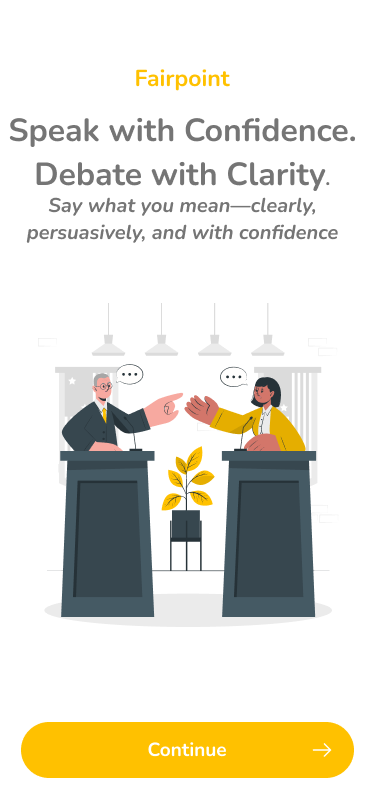 Fairpoint
Speak with Confidence.
Debate with Clarity.
Say what you mean—clearly,
persuasively, and with confidence
Continue